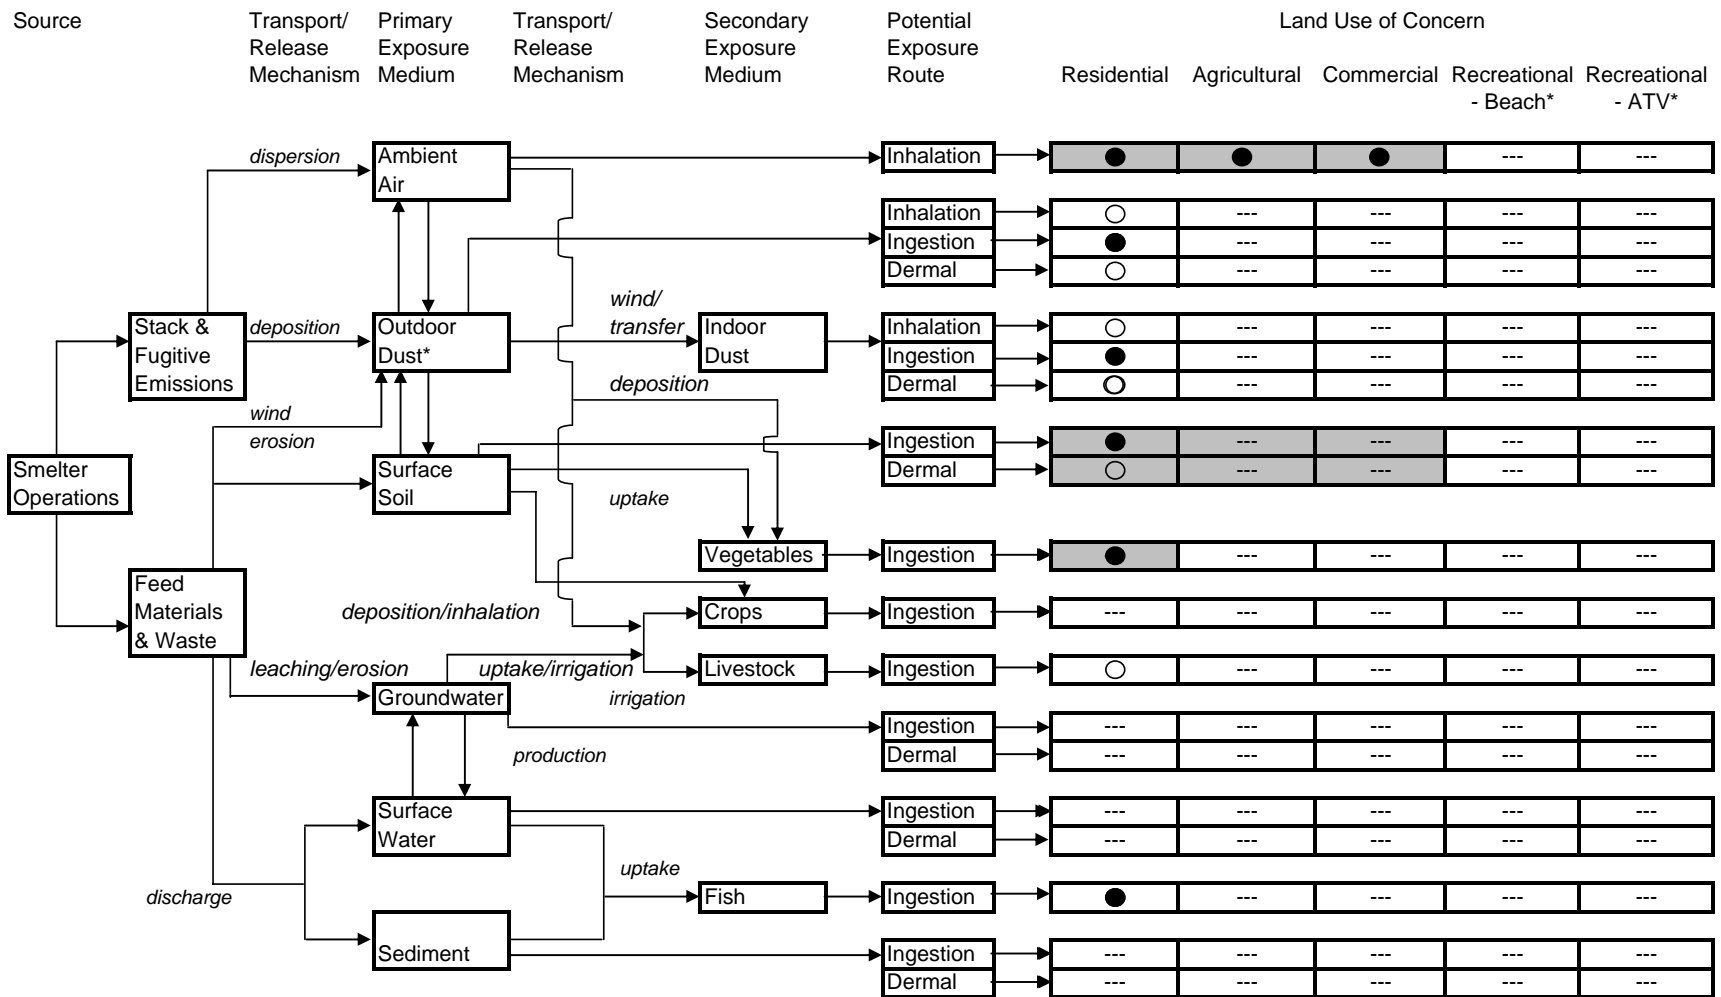 Source
Transport/
Release
Mechanism
Primary
Exposure
Medium
Transport/
Release
Mechanism
Secondary
Exposure
Medium
Potential
Exposure
Route
Land Use of Concern
Residential
Agricultural
Commercial
Recreational
- Beach*
Recreational
- ATV*
dispersion
Ambient
Air
Inhalation
--- ---
Inhalation
--- --- --- ---
Ingestion
--- --- --- ---
Dermal
--- --- --- ---
Stack &
Fugitive
Emissions
deposition
Outdoor
Dust*
wind/
transfer
Indoor
Dust
Inhalation
--- --- --- ---
Ingestion
--- --- --- ---
Dermal
--- --- --- ---
deposition
wind
erosion
Smelter
Operations
Surface
Soil
Ingestion
--- --- --- ---
Dermal
--- --- --- ---
uptake
Vegetables
Ingestion
--- --- --- ---
Feed
Materials
& Waste
deposition/inhalation
Crops
Ingestion
--- --- --- --- ---
leaching/erosion
uptake/irrigation
Livestock
Ingestion
--- --- --- ---
Groundwater
irrigation
Ingestion
--- --- --- --- ---
Dermal
--- --- --- --- ---
production
Surface
Water
Ingestion
--- --- --- --- ---
Dermal
--- --- --- --- ---
discharge
uptake
Fish
Ingestion
--- --- --- ---
Sediment
Ingestion
--- --- --- --- ---
Dermal
--- --- --- --- ---